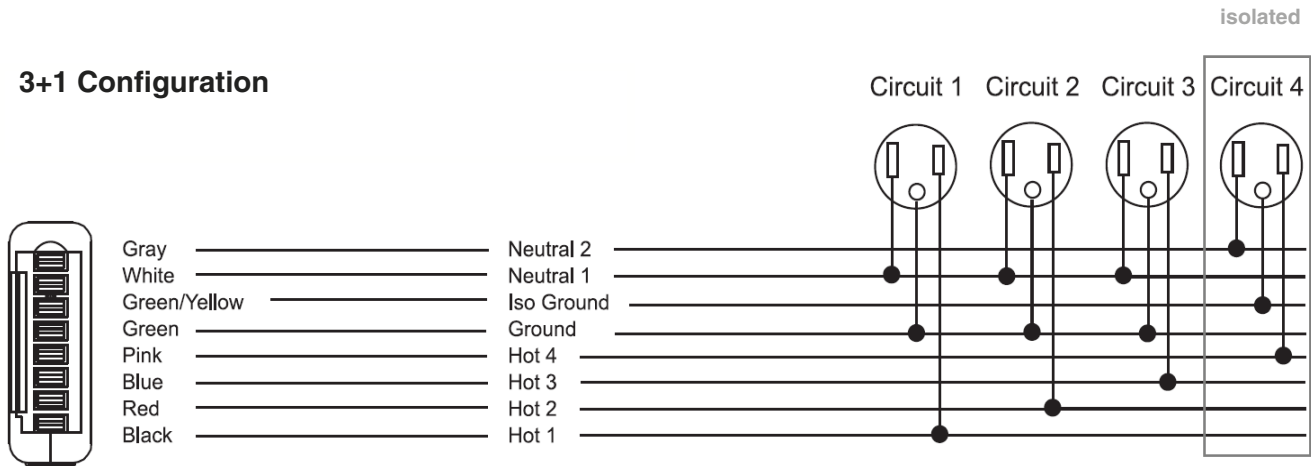 isolated
3+1 Configuration
Circuit 1 Circuit 2 Circuit 3 Circuit 4
Gray Neutral 2
White Neutral 1
Green/Yellow Iso Ground
Green Ground
Pink Hot 4
Blue Hot 3
Red Hot 2
Black Hot 1